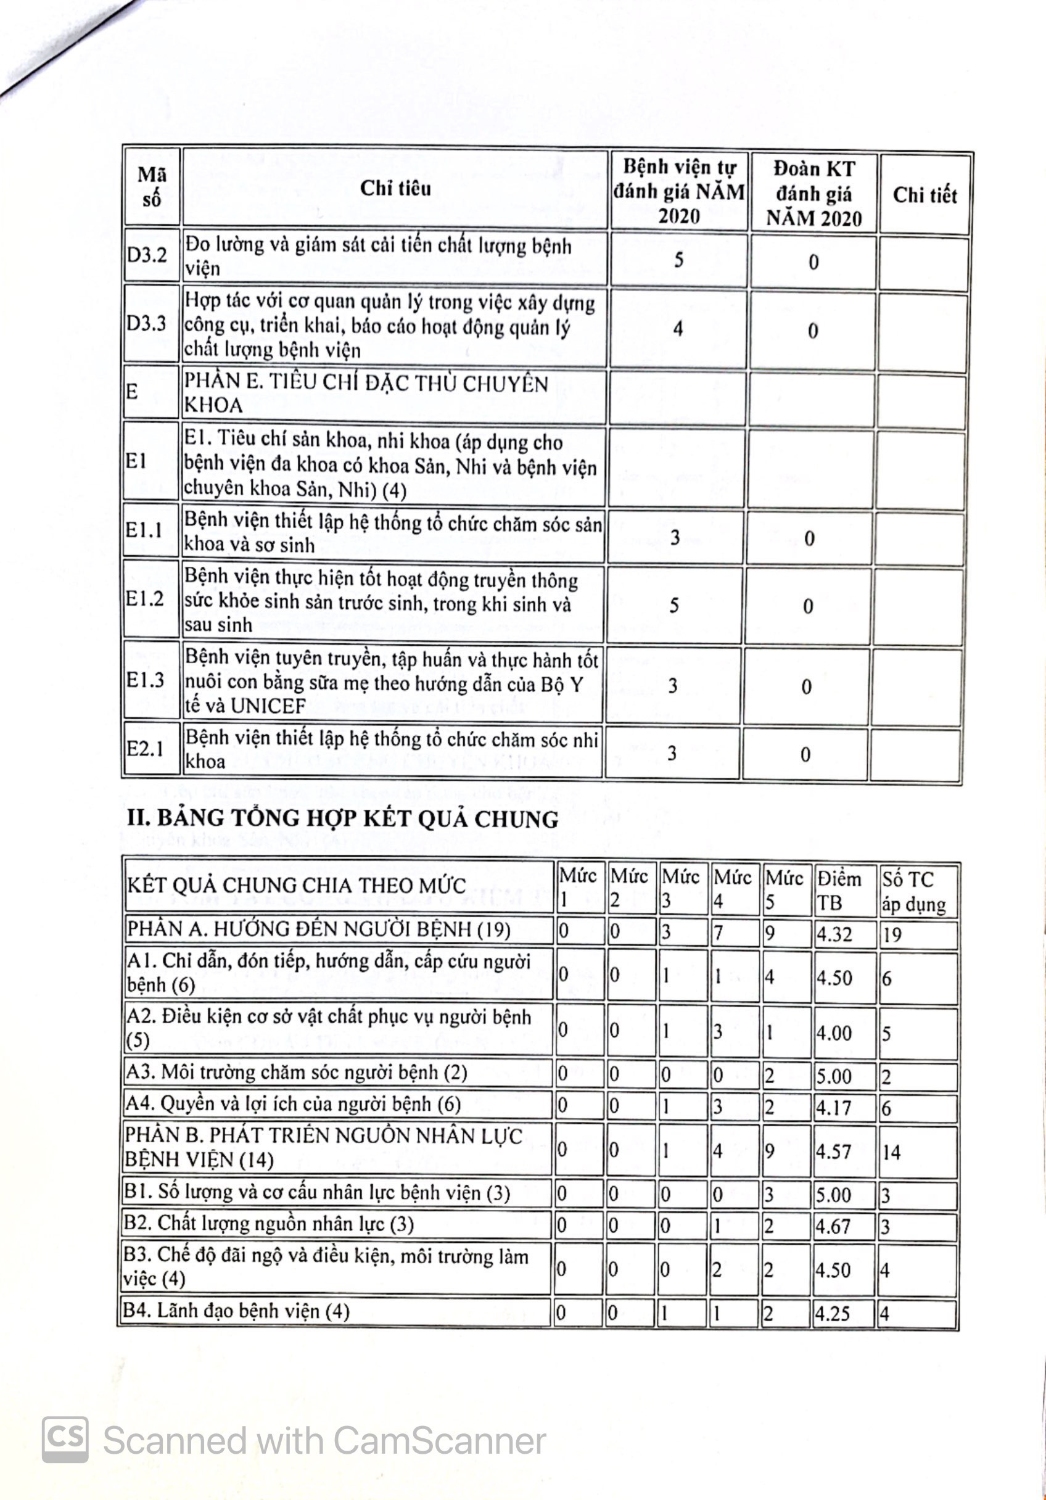 Mã số
Chỉ tiêu
Bệnh viện tự đánh giá NĂM 2020
Đoàn KT đánh giá NĂM 2020
Chi tiết
D3.2
Đo lường và giám sát cải tiến chất lượng bệnh
viện
5
0
D3.3
Hợp tác với cơ quan quản lý trong việc xây dựng
công cụ, triển khai, báo cáo hoạt động quản lý
chất lượng bệnh viện
4
0
E
PHẦN E. TIÊU CHÍ ĐẶC THÙ CHUYÊN
KHOA
E1
E1. Tiêu chí sản khoa, nhi khoa (áp dụng cho
bệnh viện đa khoa có khoa Sản, Nhi và bệnh viện
chuyên khoa Sản, Nhi) (4)
E1.1
Bệnh viện thiết lập hệ thống tổ chức chăm sóc sản
khoa và sơ sinh
3
0
E1.2
Bệnh viện thực hiện tốt hoạt động truyền thông
sức khỏe sinh sản trước sinh, trong khi sinh và
sau sinh
5
0
E1.3
Bệnh viện tuyên truyền, tập huấn và thực hành tốt
nuôi con bằng sữa mẹ theo hướng dẫn của Bộ Y
tế và UNICEF
3
0
E2.1
Bệnh viện thiết lập hệ thống tổ chức chăm sóc nhi
khoa
3
0
II. BẢNG TỔNG HỢP KẾT QUẢ CHUNG
KẾT QUẢ CHUNG CHIA THEO MỨC
Mức 1
Mức 2
Mức 3
Mức 4
Mức 5
Điểm TB
Số TC áp dụng
PHẦN A. HƯỚNG ĐẾN NGƯỜI BỆNH (19)
0 0 3 7 9 4.32 19
A1. Chỉ dẫn, đón tiếp, hướng dẫn, cấp cứu người
bệnh (6)
0 0 1 1 4 4.50 6
A2. Điều kiện cơ sở vật chất phục vụ người bệnh
(5)
0 0 1 3 1 4.00 5
A3. Môi trường chăm sóc người bệnh (2)
0 0 0 0 2 5.00 2
A4. Quyền và lợi ích của người bệnh (6)
0 0 1 3 2 4.17 6
PHẦN B. PHÁT TRIỂN NGUỒN NHÂN LỰC
BỆNH VIỆN (14)
0 0 1 4 9 4.57 14
B1. Số lượng và cơ cấu nhân lực bệnh viện (3)
0 0 0 0 3 5.00 3
B2. Chất lượng nguồn nhân lực (3)
0 0 0 1 2 4.67 3
B3. Chế độ đãi ngộ và điều kiện, môi trường làm
việc (4)
0 0 0 2 2 4.50 4
B4. Lãnh đạo bệnh viện (4)
0 0 1 1 2 4.25 4
CS Scanned with CamScanner